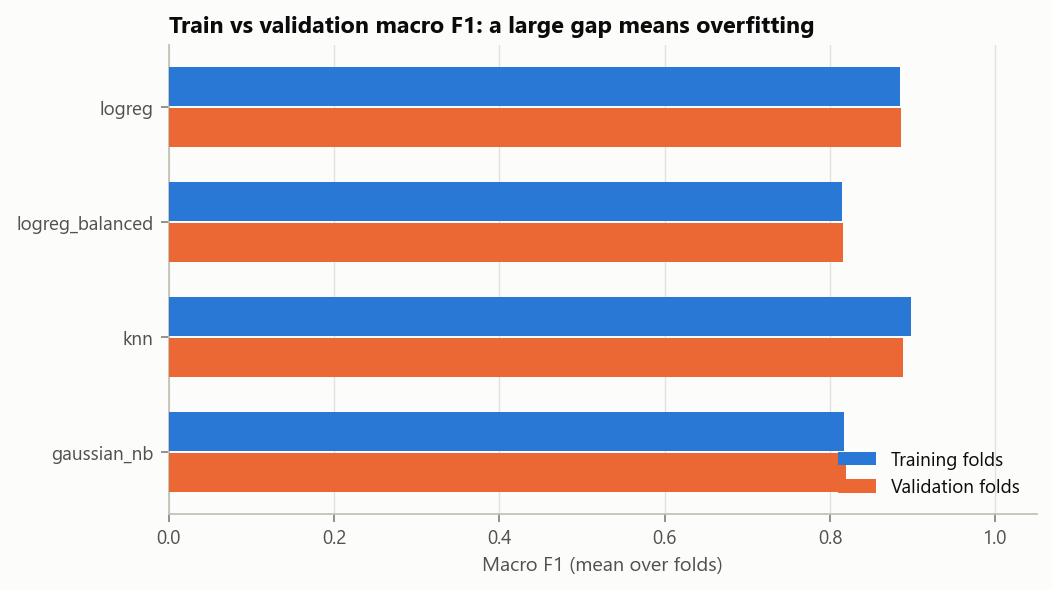 Train vs validation macro F1: a large gap means overfitting
logreg
logreg_balanced
knn
gaussian_nb
Training folds
Validation folds
0.0 0.2 0.4 0.6 0.8 1.0
Macro F1 (mean over folds)